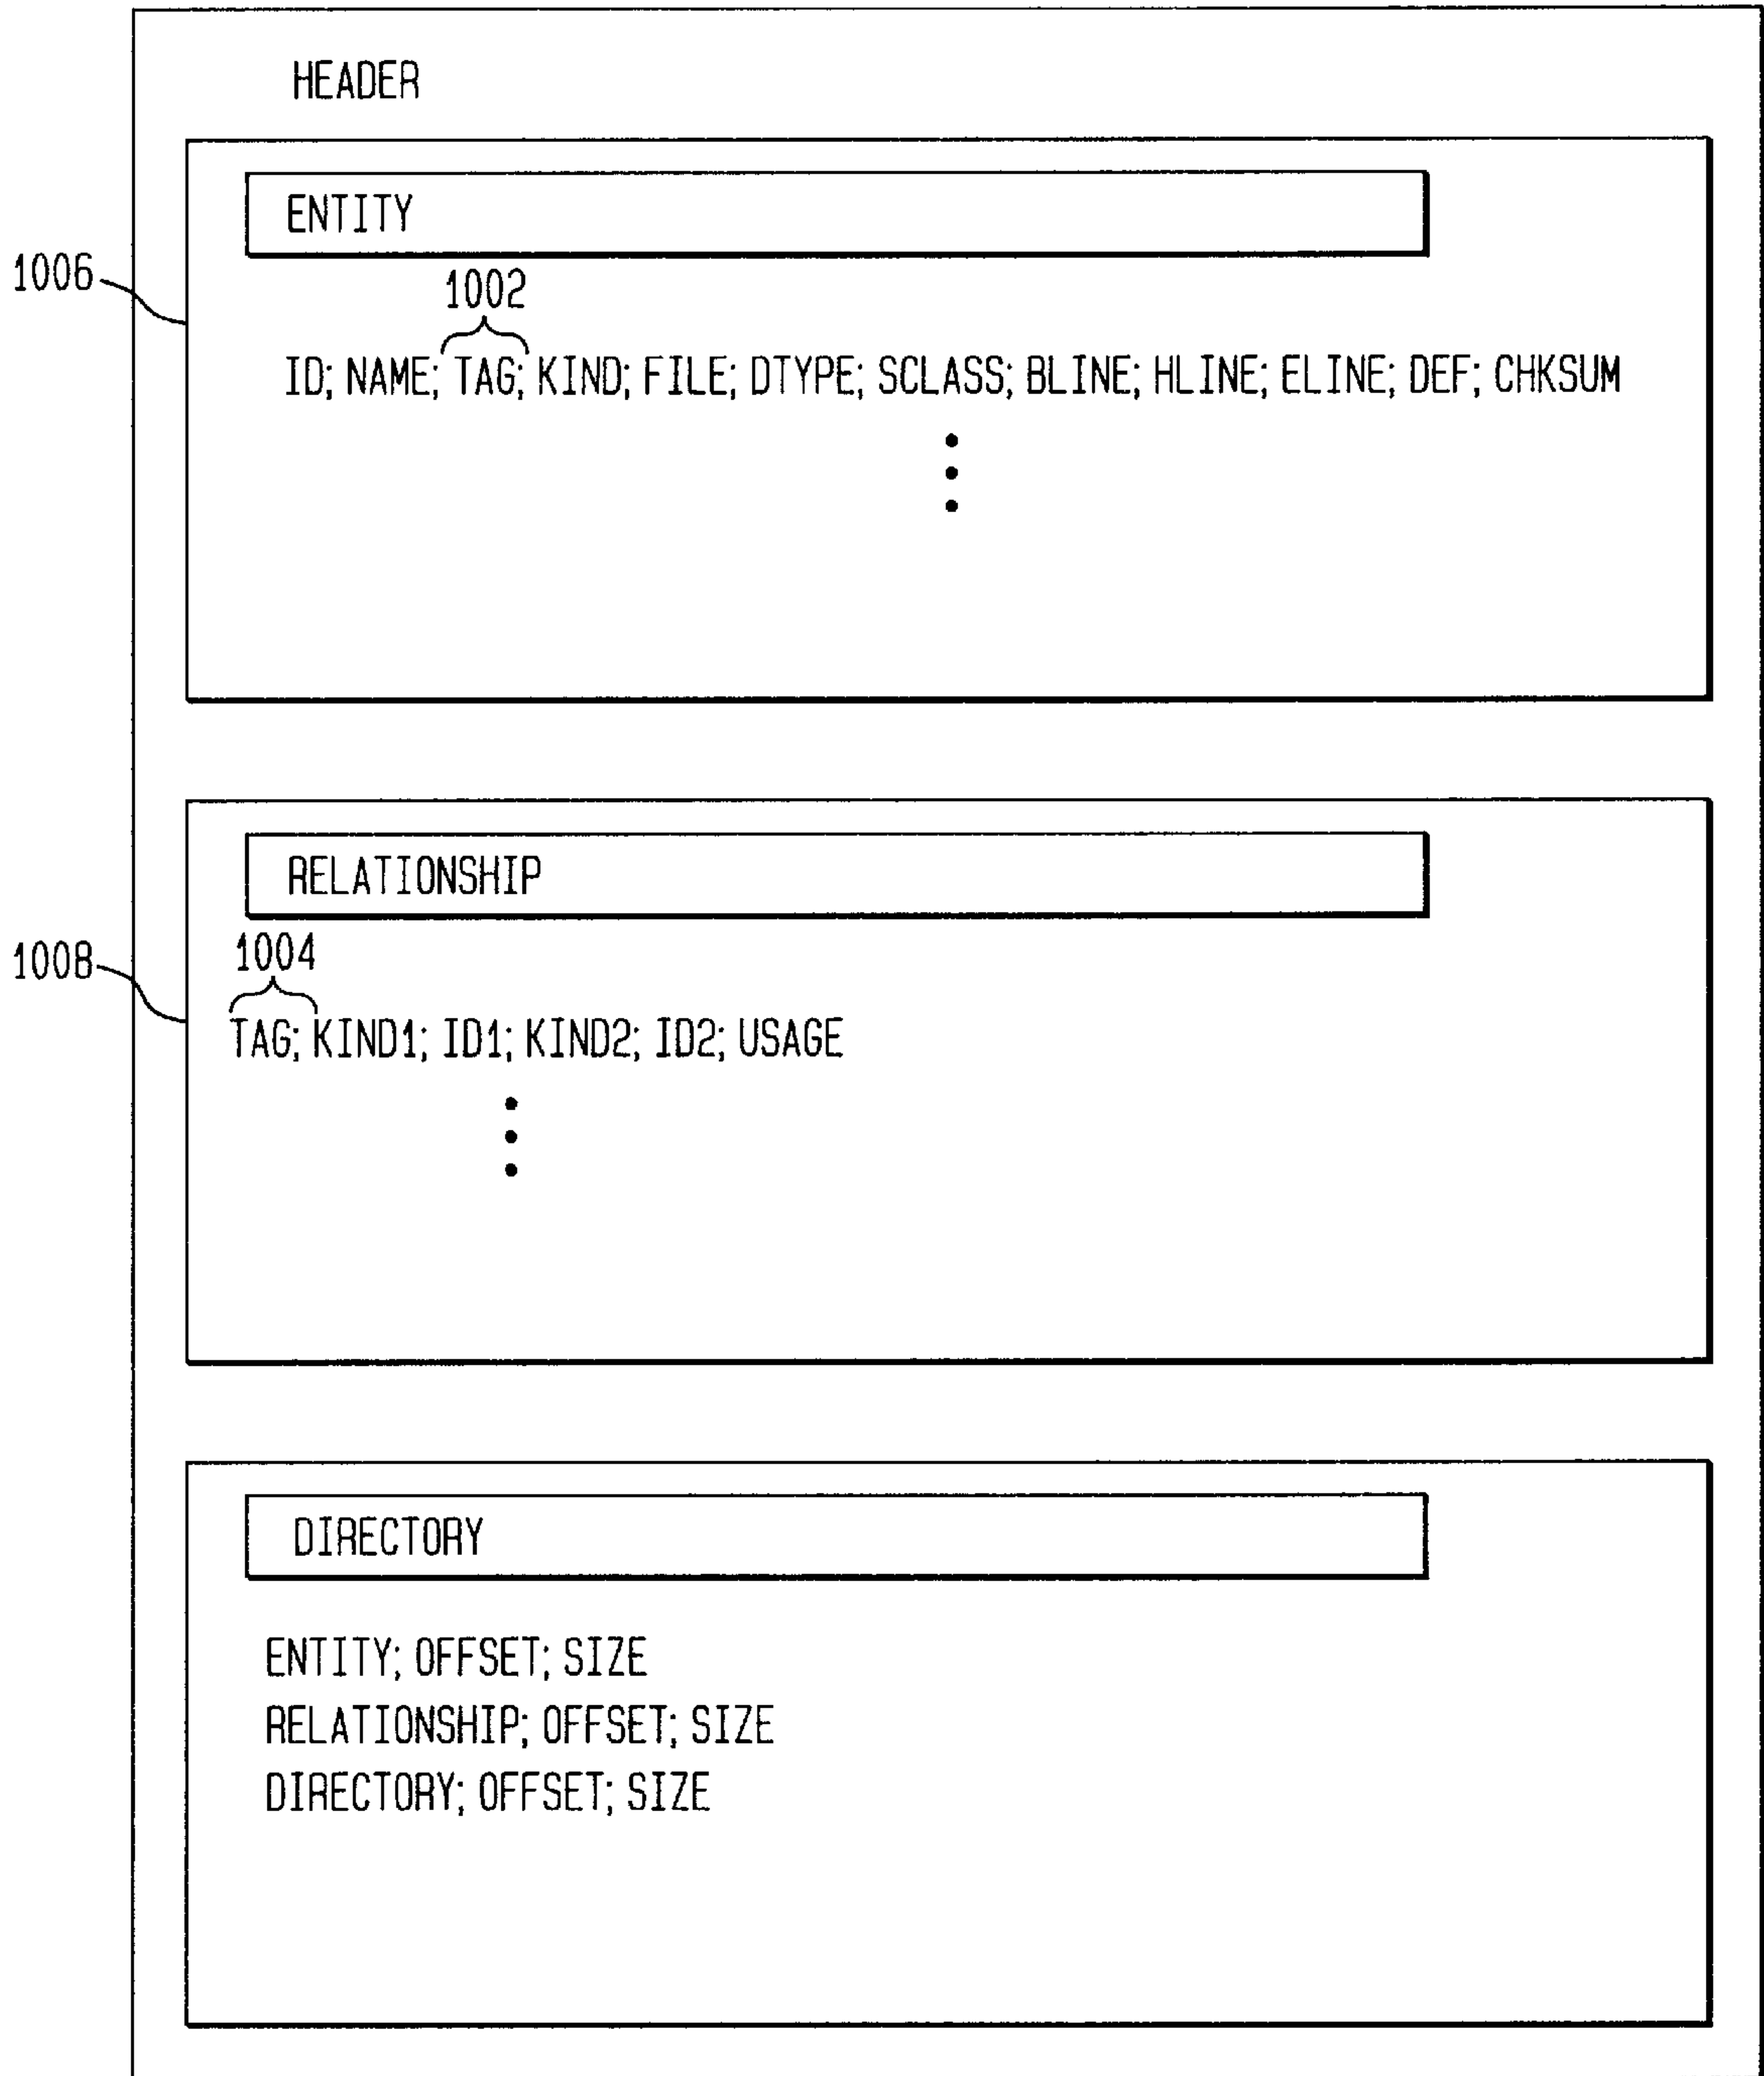 HEADER
ENTITY
1006
1002
ID; NAME; TAG; KIND; FILE; DTYPE; SCLASS; BLINE; HLINE; ELINE; DEF; CHKSUM
RELATIONSHIP
1008
1004
TAG; KIND1; ID1; KIND2; ID2; USAGE
DIRECTORY
ENTITY; OFFSET; SIZE
RELATIONSHIP; OFFSET; SIZE
DIRECTORY; OFFSET; SIZE